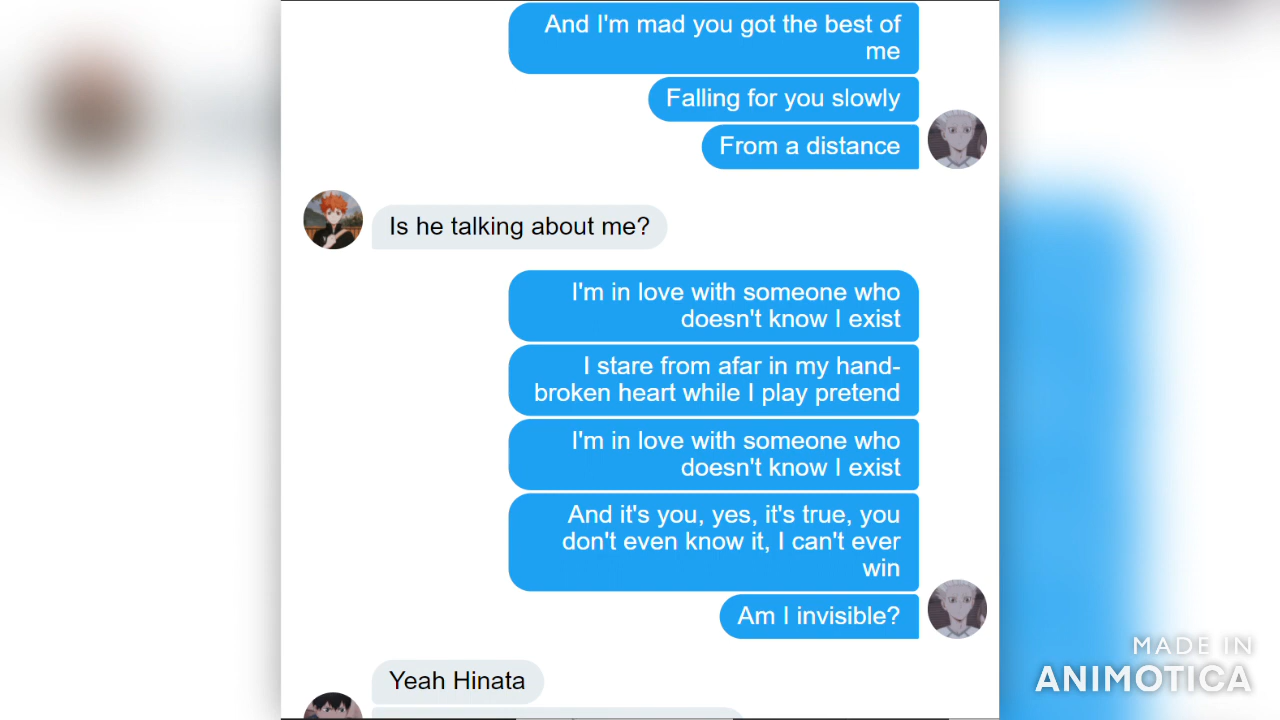 And I'm mad you got the best of
me
Falling for you slowly
From a distance
Is he talking about me?
I'm in love with someone who
doesn't know I exist
I stare from afar in my hand-
broken heart while I play pretend
I'm in love with someone who
doesn't know I exist
And it's you, yes, it's true, you
don't even know it, I can't ever
win
Am I invisible?
Yeah Hinata
MADE IN
ANIMOTICA